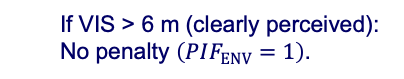 If VIS > 6 m (clearly perceived):
No penalty (PIF_ENV = 1).